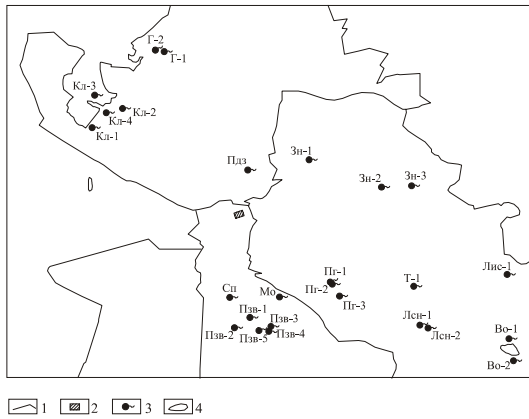 Г-2
Г-1
Кл-3
Кл-2
Кл-4
Кл-1
Пдз
Зн-1
Зн-2
Зн-3
Лис-1
Пг-1
Пг-2
Пг-3
Т-1
Сп
Мо
Пзв-1
Пзв-3
Пзв-2
Пзв-5
Пзв-4
Лсн-1
Лсн-2
Во-1
Во-2
1 2 3 4